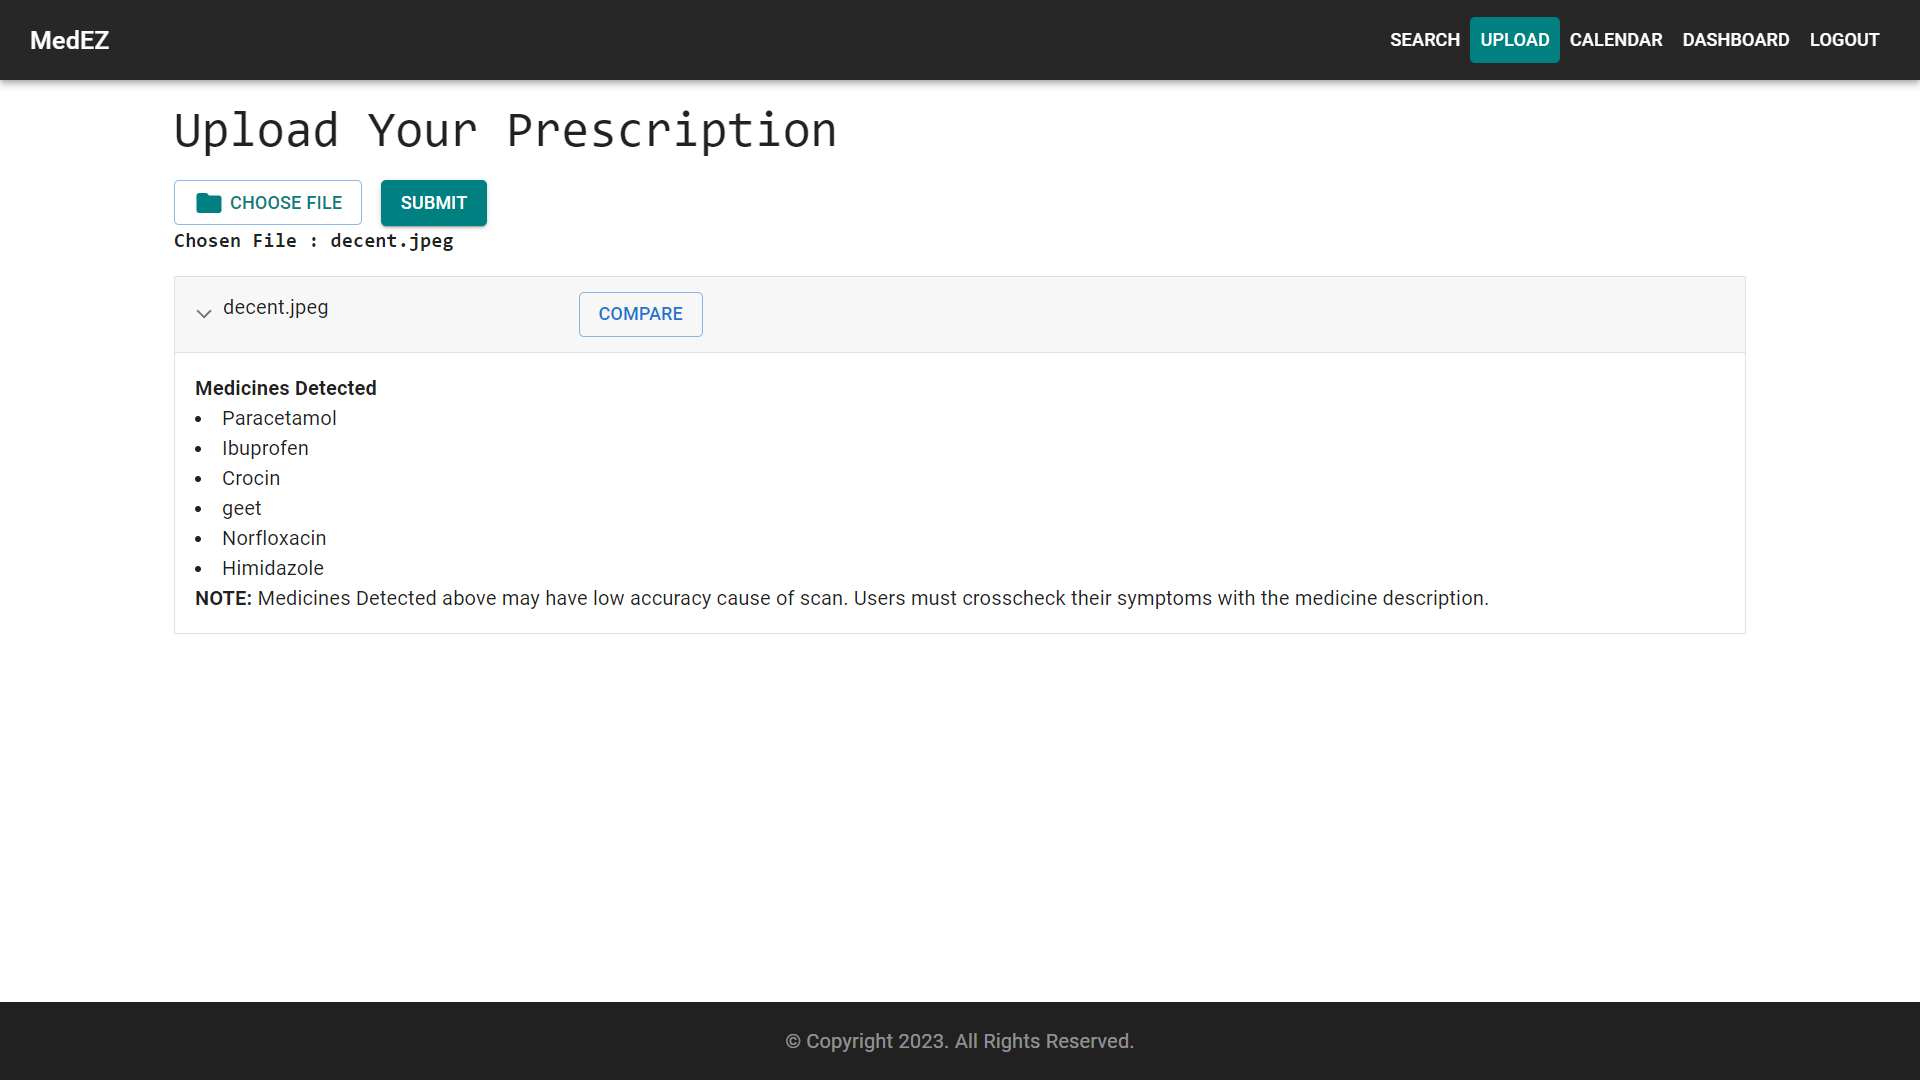 MedEZ
SEARCH UPLOAD CALENDAR DASHBOARD LOGOUT
Upload Your Prescription
CHOOSE FILE SUBMIT
Chosen File : decent.jpeg
decent.jpeg COMPARE
Medicines Detected
• Paracetamol
• Ibuprofen
• Crocin
• geet
• Norfloxacin
• Himidazole
NOTE: Medicines Detected above may have low accuracy cause of scan. Users must crosscheck their symptoms with the medicine description.
© Copyright 2023. All Rights Reserved.